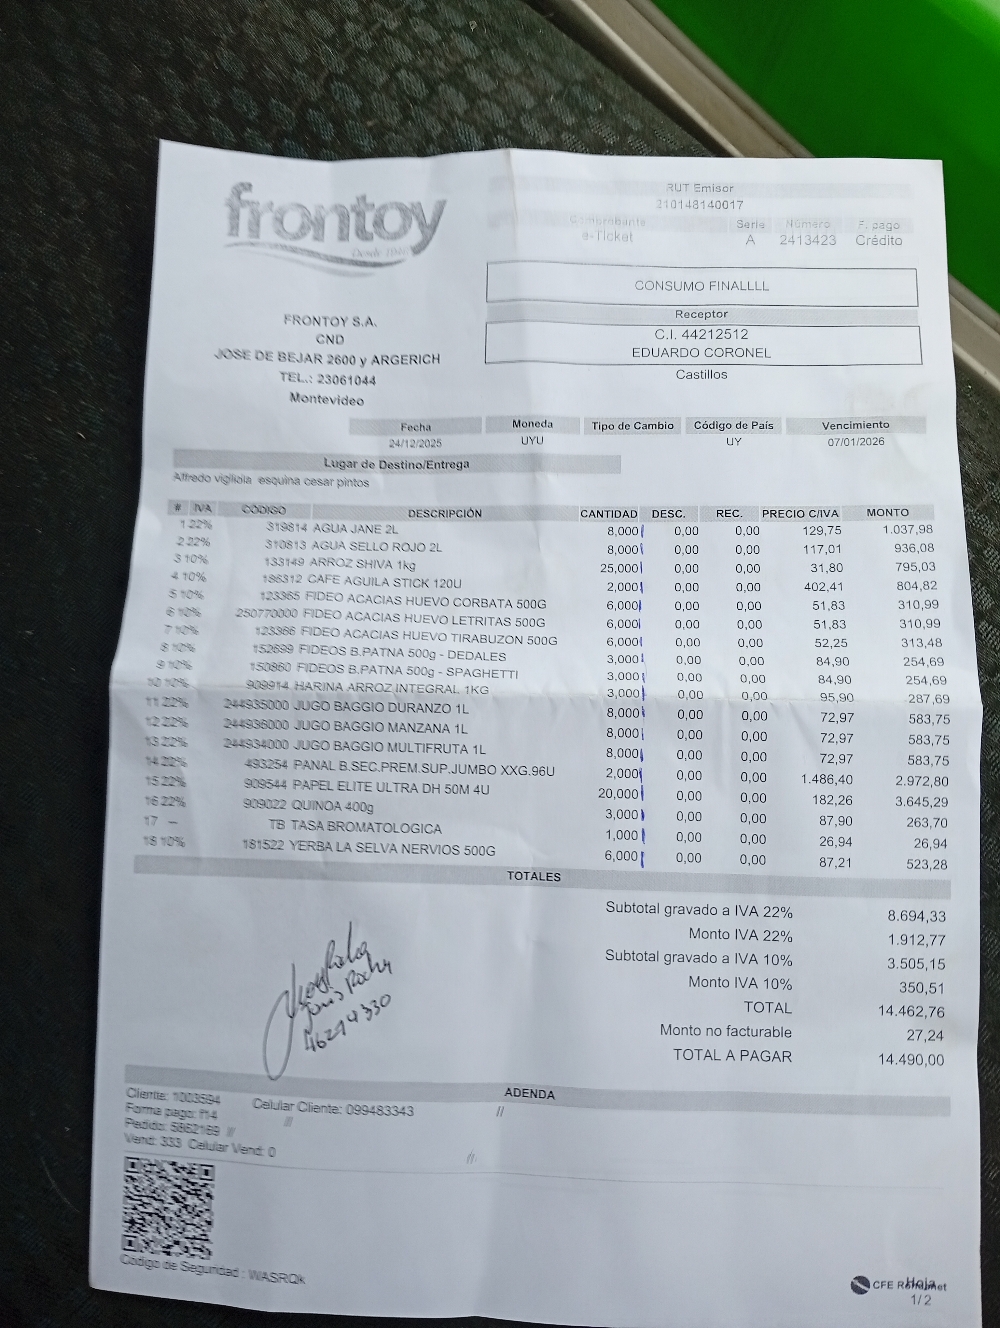 frontoy
Desde 1946
RUT Emisor
210148140017
Comprobante Serie Número F. pago
e-Ticket A 2413423 Crédito
CONSUMO FINALLLL
Receptor
C.I. 44212512
EDUARDO CORONEL
Castillos
FRONTOY S.A.
CND
JOSE DE BEJAR 2600 y ARGERICH
TEL.: 23061044
Montevideo
Fecha Moneda Tipo de Cambio Código de País Vencimiento
24/12/2025 UYU UY 07/01/2026
Lugar de Destino/Entrega
Alfredo vigliola esquina cesar pintos
# IVA CÓDIGO DESCRIPCIÓN CANTIDAD DESC. REC. PRECIO C/IVA MONTO
1 22% 319814 AGUA JANE 2L 8,000 0,00 0,00 129,75 1.037,98
2 22% 310813 AGUA SELLO ROJO 2L 8,000 0,00 0,00 117,01 936,08
3 10% 133149 ARROZ SHIVA 1kg 25,000 0,00 0,00 31,80 795,03
4 10% 186312 CAFE AGUILA STICK 120U 2,000 0,00 0,00 402,41 804,82
5 10% 123365 FIDEO ACACIAS HUEVO CORBATA 500G 6,000 0,00 0,00 51,83 310,99
6 10% 250770000 FIDEO ACACIAS HUEVO LETRITAS 500G 6,000 0,00 0,00 51,83 310,99
7 10% 123366 FIDEO ACACIAS HUEVO TIRABUZON 500G 6,000 0,00 0,00 52,25 313,48
8 10% 152699 FIDEOS B.PATNA 500g - DEDALES 3,000 0,00 0,00 84,90 254,69
9 10% 150860 FIDEOS B.PATNA 500g - SPAGHETTI 3,000 0,00 0,00 84,90 254,69
10 10% 909914 HARINA ARROZ INTEGRAL 1KG 3,000 0,00 0,00 95,90 287,69
11 22% 244935000 JUGO BAGGIO DURANZO 1L 8,000 0,00 0,00 72,97 583,75
12 22% 244936000 JUGO BAGGIO MANZANA 1L 8,000 0,00 0,00 72,97 583,75
13 22% 244934000 JUGO BAGGIO MULTIFRUTA 1L 8,000 0,00 0,00 72,97 583,75
14 22% 493254 PANAL B.SEC.PREM.SUP.JUMBO XXG.96U 2,000 0,00 0,00 1.486,40 2.972,80
15 22% 909544 PAPEL ELITE ULTRA DH 50M 4U 20,000 0,00 0,00 182,26 3.645,29
16 22% 909022 QUINOA 400g 3,000 0,00 0,00 87,90 263,70
17 – TB TASA BROMATOLOGICA 1,000 0,00 0,00 26,94 26,94
18 10% 181522 YERBA LA SELVA NERVIOS 500G 6,000 0,00 0,00 87,21 523,28
TOTALES
Subtotal gravado a IVA 22% 8.694,33
Monto IVA 22% 1.912,77
Subtotal gravado a IVA 10% 3.505,15
Monto IVA 10% 350,51
TOTAL 14.462,76
Monto no facturable 27,24
TOTAL A PAGAR 14.490,00
Rocha
ADENDA
Cliente: 1003594 Celular Cliente: 099483343 //
Forma pago: f14 //
Pedido: 5862169 //
Vend: 333 Celular Vend: 0 //
Código de Seguridad : WASRQk
CFE
Hoja
1/2